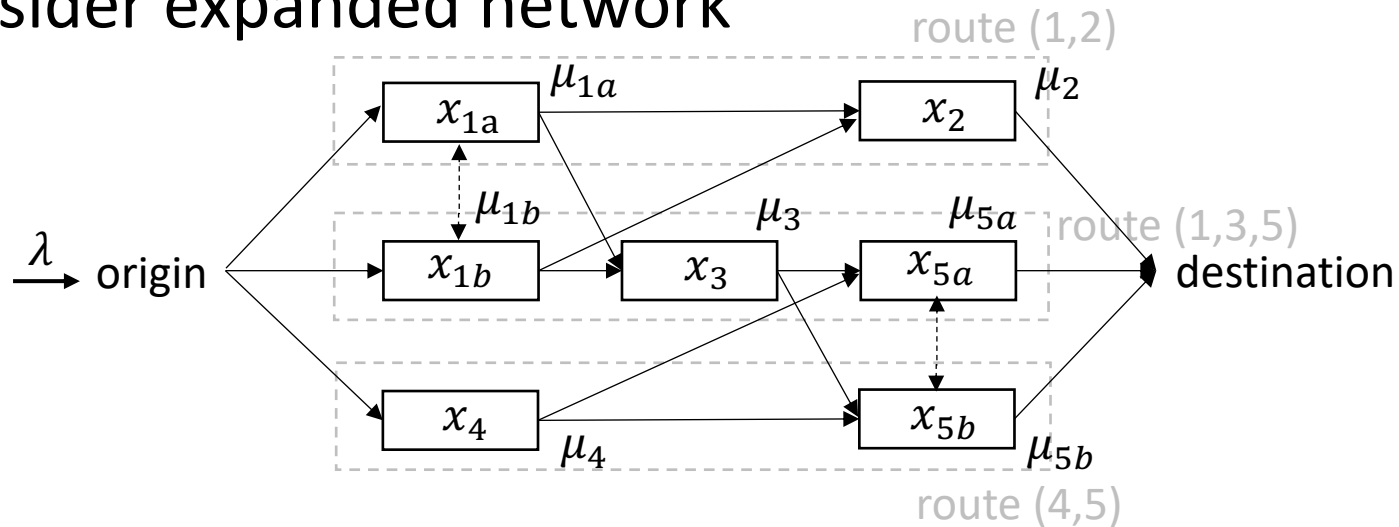 sider expanded network
route (1,2)
μ1a
μ2
x1a
x2
μ1b
μ3
μ5a
route (1,3,5)
λ
origin
x1b
x3
x5a
destination
x4
x5b
μ4
μ5b
route (4,5)